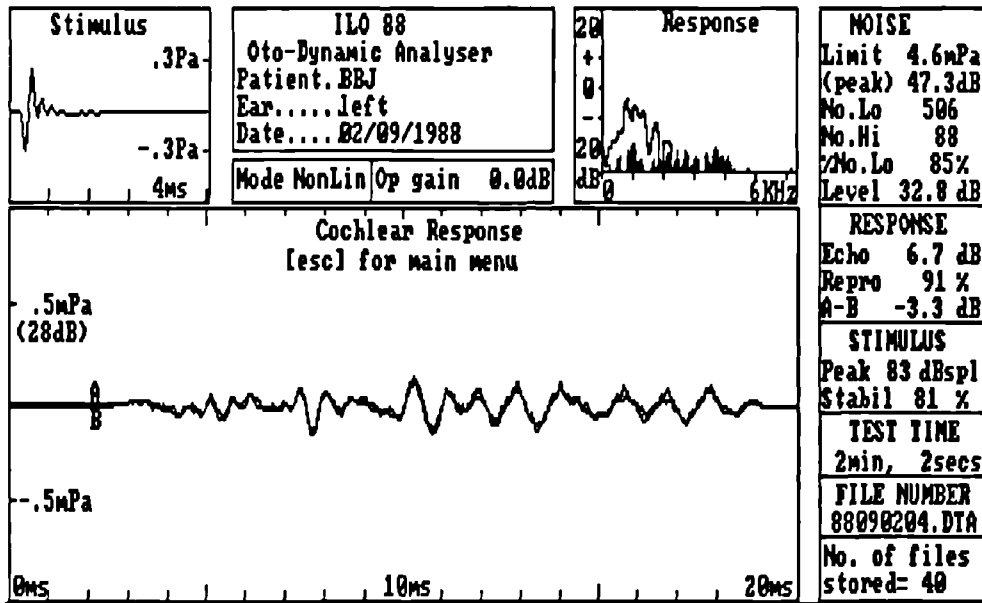 Stimulus
.3Pa
-.3Pa
4ms
ILO 88
Oto-Dynamic Analyser
Patient.BBJ
Ear.....left
Date....02/09/1988
Mode NonLin Op gain 0.0dB
Response
20
+
0
-
20
dB
0 6KHz
Cochlear Response
[esc] for main menu
.5mPa
(28dB)
A
B
-.5mPa
0ms 10ms 20ms
NOISE
Limit 4.6mPa
(peak) 47.3dB
No.Lo 506
No.Hi 88
%No.Lo 85%
Level 32.8 dB
RESPONSE
Echo 6.7 dB
Repro 91 %
A-B -3.3 dB
STIMULUS
Peak 83 dBspl
Stabil 81 %
TEST TIME
2min, 2secs
FILE NUMBER
88090204.DTA
No. of files
stored= 40